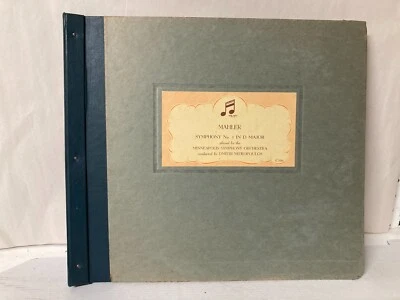 MAHLER
SYMPHONY No. 1 IN D MAJOR
played by the
MINNEAPOLIS SYMPHONY ORCHESTRA
conducted by DIMITRI MITROPOULOS